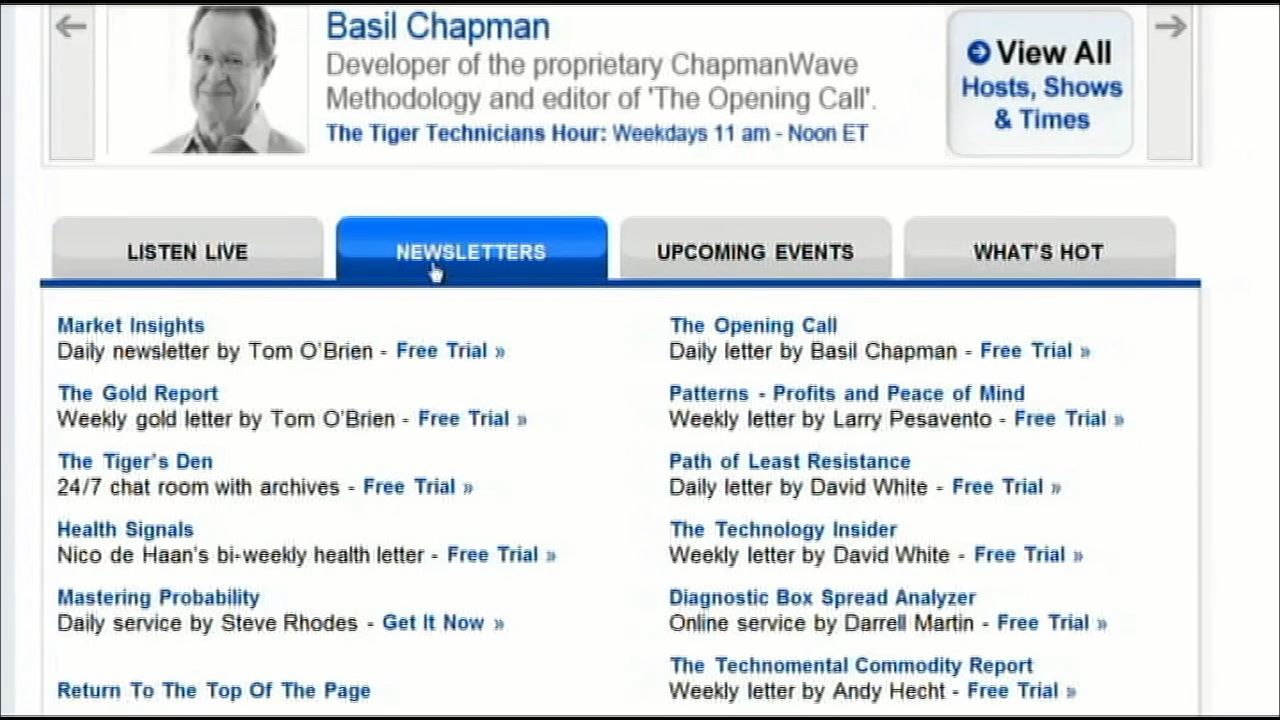 Basil Chapman
Developer of the proprietary ChapmanWave
Methodology and editor of 'The Opening Call'.
The Tiger Technicians Hour: Weekdays 11 am - Noon ET
View All
Hosts, Shows
& Times
LISTEN LIVE
NEWSLETTERS
UPCOMING EVENTS
WHAT'S HOT
Market Insights
Daily newsletter by Tom O'Brien - Free Trial »
The Gold Report
Weekly gold letter by Tom O'Brien - Free Trial »
The Tiger's Den
24/7 chat room with archives - Free Trial »
Health Signals
Nico de Haan's bi-weekly health letter - Free Trial »
Mastering Probability
Daily service by Steve Rhodes - Get It Now »
Return To The Top Of The Page
The Opening Call
Daily letter by Basil Chapman - Free Trial »
Patterns - Profits and Peace of Mind
Weekly letter by Larry Pesavento - Free Trial »
Path of Least Resistance
Daily letter by David White - Free Trial »
The Technology Insider
Weekly letter by David White - Free Trial »
Diagnostic Box Spread Analyzer
Online service by Darrell Martin - Free Trial »
The Technomental Commodity Report
Weekly letter by Andy Hecht - Free Trial »